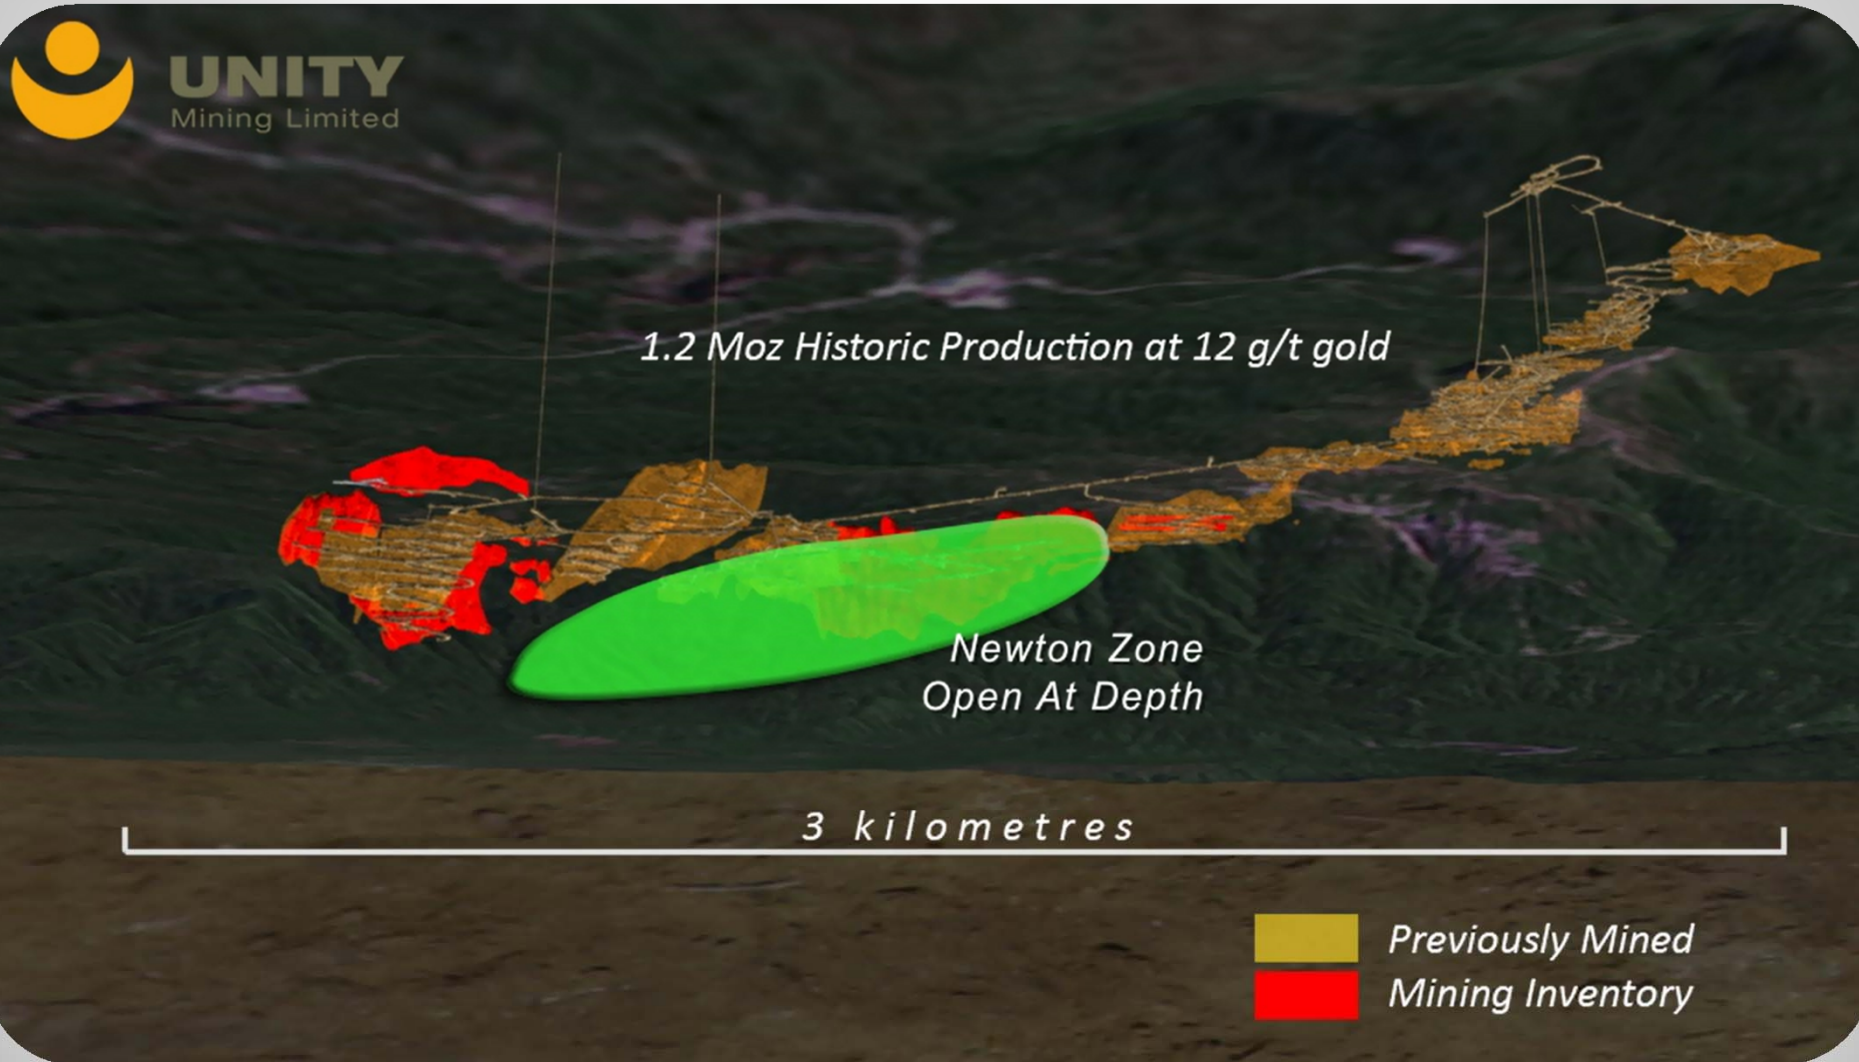 UNITY
Mining Limited
1.2 Moz Historic Production at 12 g/t gold
Newton Zone
Open At Depth
3 kilometres
Previously Mined
Mining Inventory